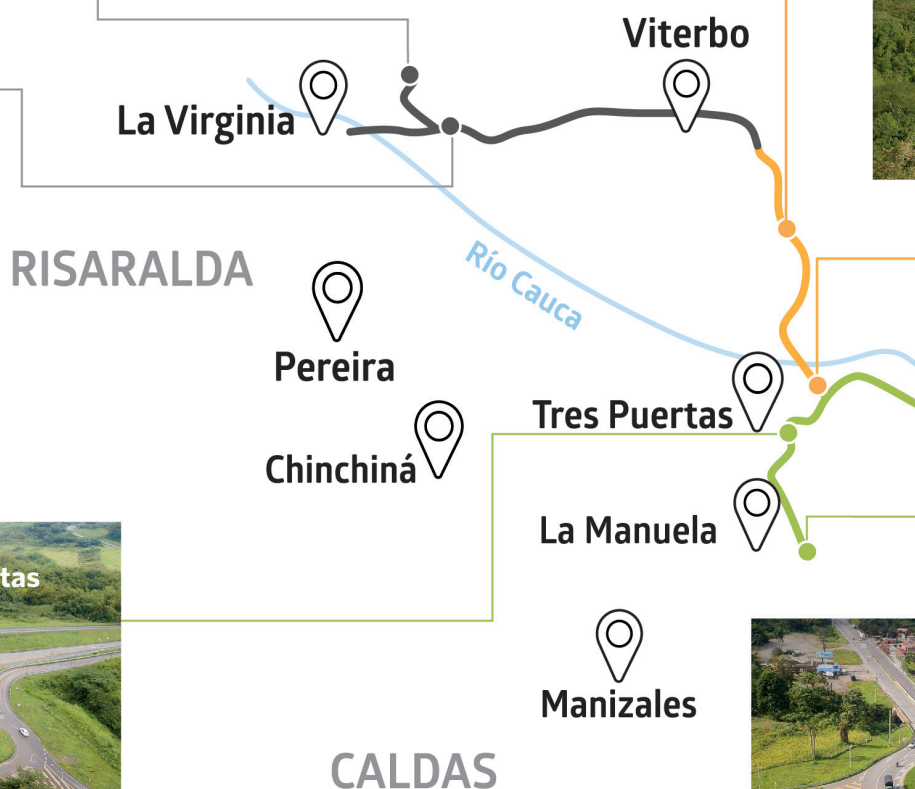 Viterbo
La Virginia
RISARALDA
Río Cauca
Pereira
Tres Puertas
Chinchiná
La Manuela
tas
Manizales
CALDAS